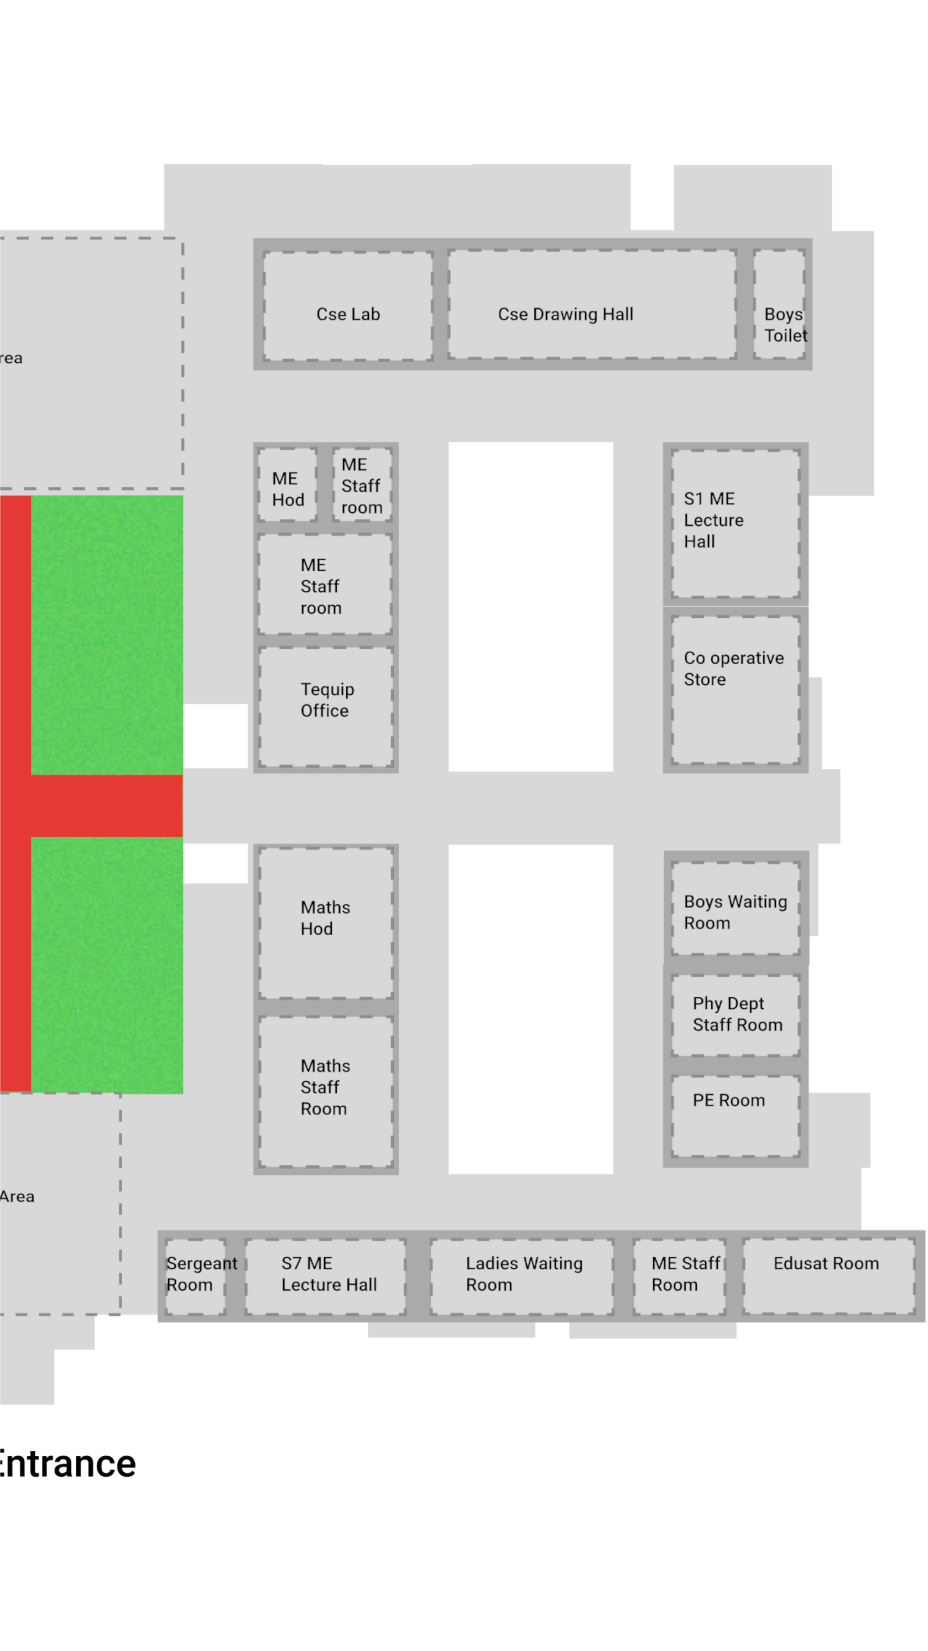 Cse Lab
Cse Drawing Hall
Boys
Toilet
rea
ME
Hod
ME
Staff
room
S1 ME
Lecture
Hall
ME
Staff
room
Co operative
Store
Tequip
Office
Maths
Hod
Boys Waiting
Room
Phy Dept
Staff Room
Maths
Staff
Room
PE Room
Area
Sergeant
Room
S7 ME
Lecture Hall
Ladies Waiting
Room
ME Staff
Room
Edusat Room
Entrance